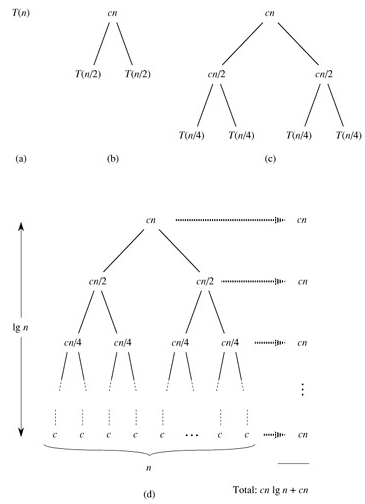 T(n) cn cn
T(n/2) T(n/2) cn/2 cn/2
T(n/4) T(n/4) T(n/4) T(n/4)
(a) (b) (c)
cn cn
cn/2 cn/2 cn
lg n
cn/4 cn/4 cn/4 cn/4 cn
⋮
c c c c c ⋯ c c cn
n
Total: cn lg n + cn
(d)